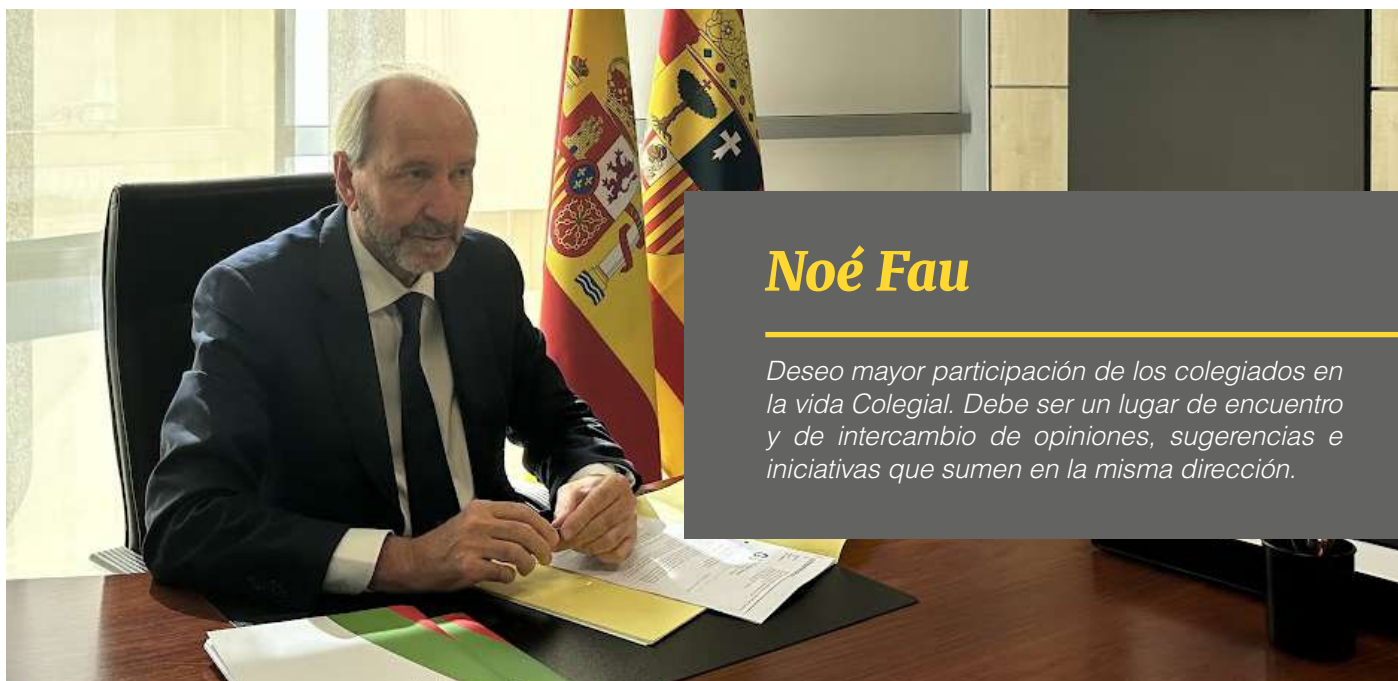 Noé Fau
Deseo mayor participación de los colegiados en
la vida Colegial. Debe ser un lugar de encuentro
y de intercambio de opiniones, sugerencias e
iniciativas que sumen en la misma dirección.